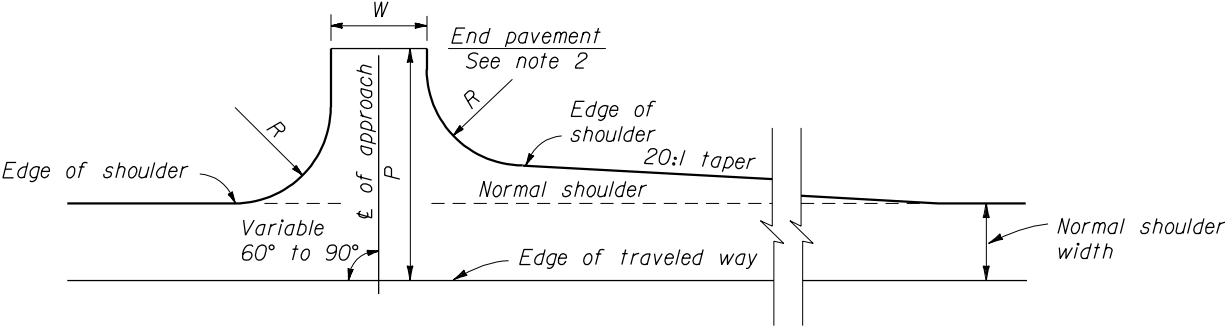 W
End pavement
See note 2
R
R
℄ of approach
P
Edge of
shoulder
20:1 taper
Edge of shoulder
Normal shoulder
Variable
60° to 90°
Normal shoulder
width
Edge of traveled way